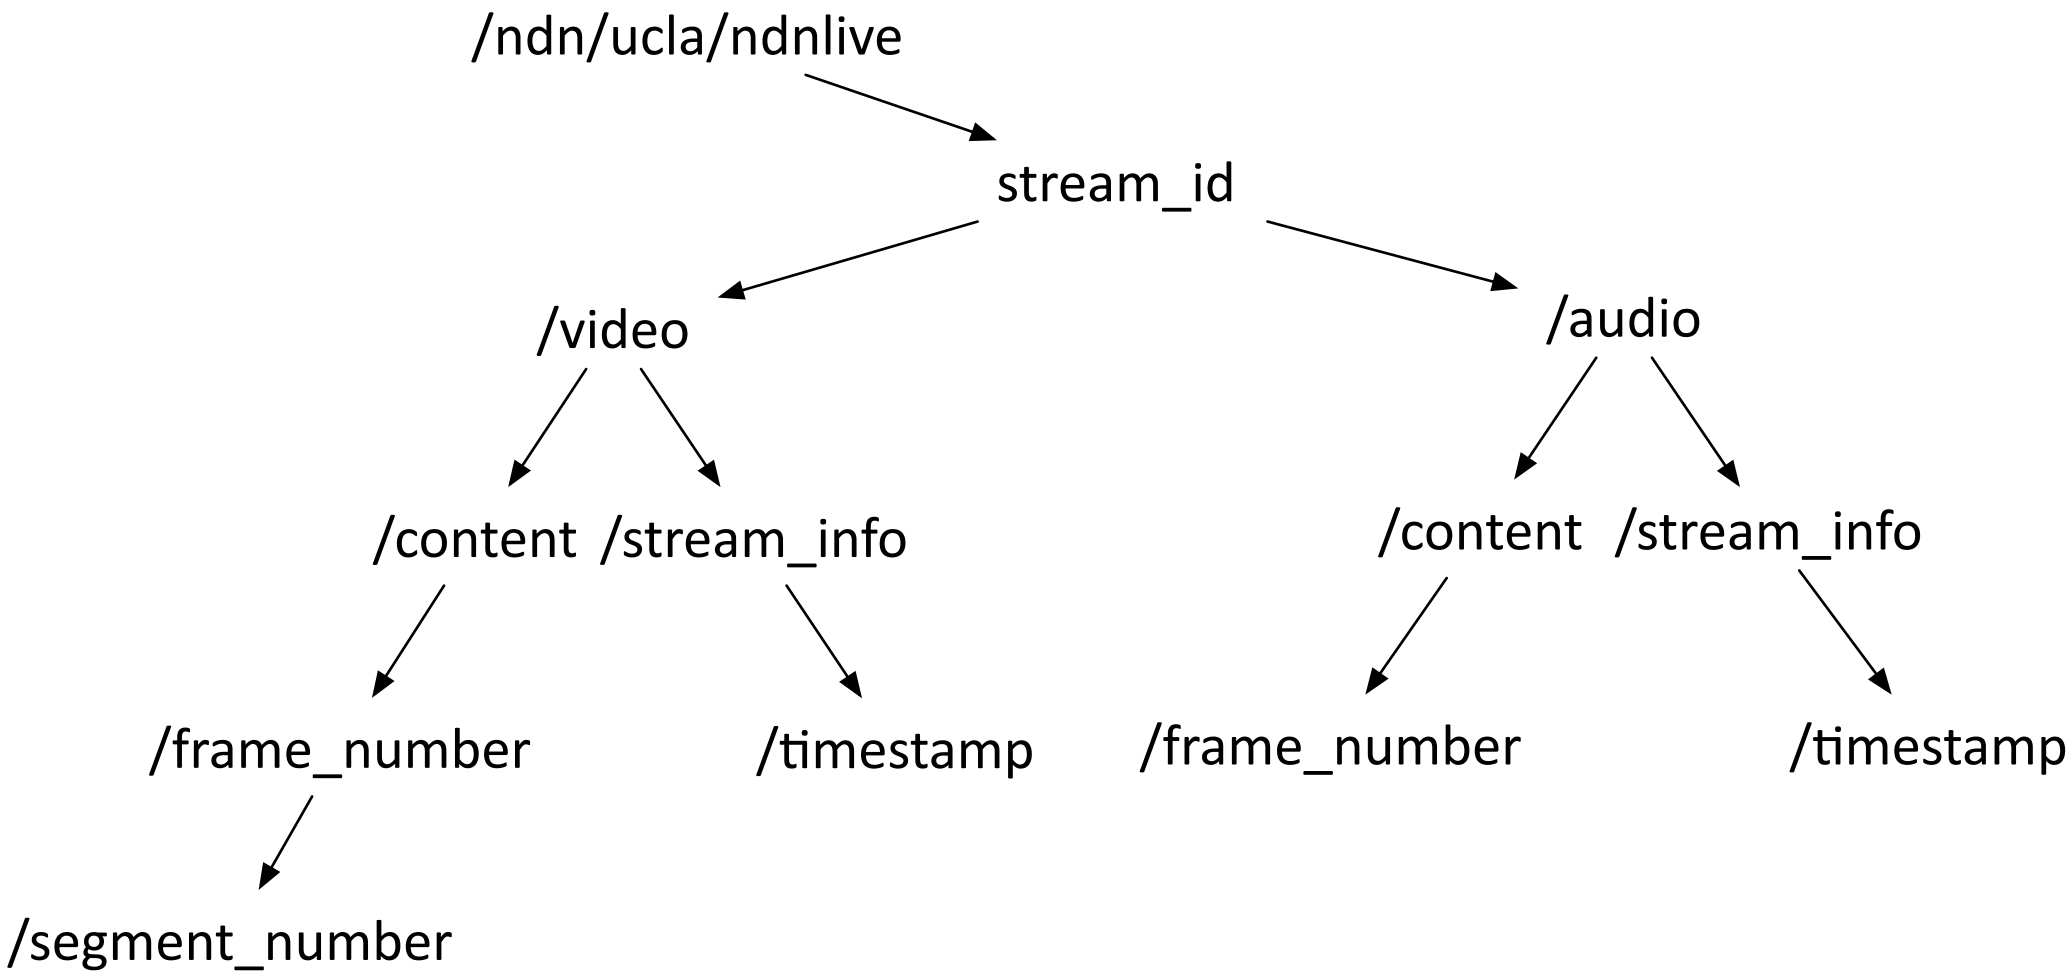 /ndn/ucla/ndnlive
stream_id
/video
/audio
/content /stream_info
/content /stream_info
/frame_number
/timestamp
/frame_number
/timestamp
/segment_number